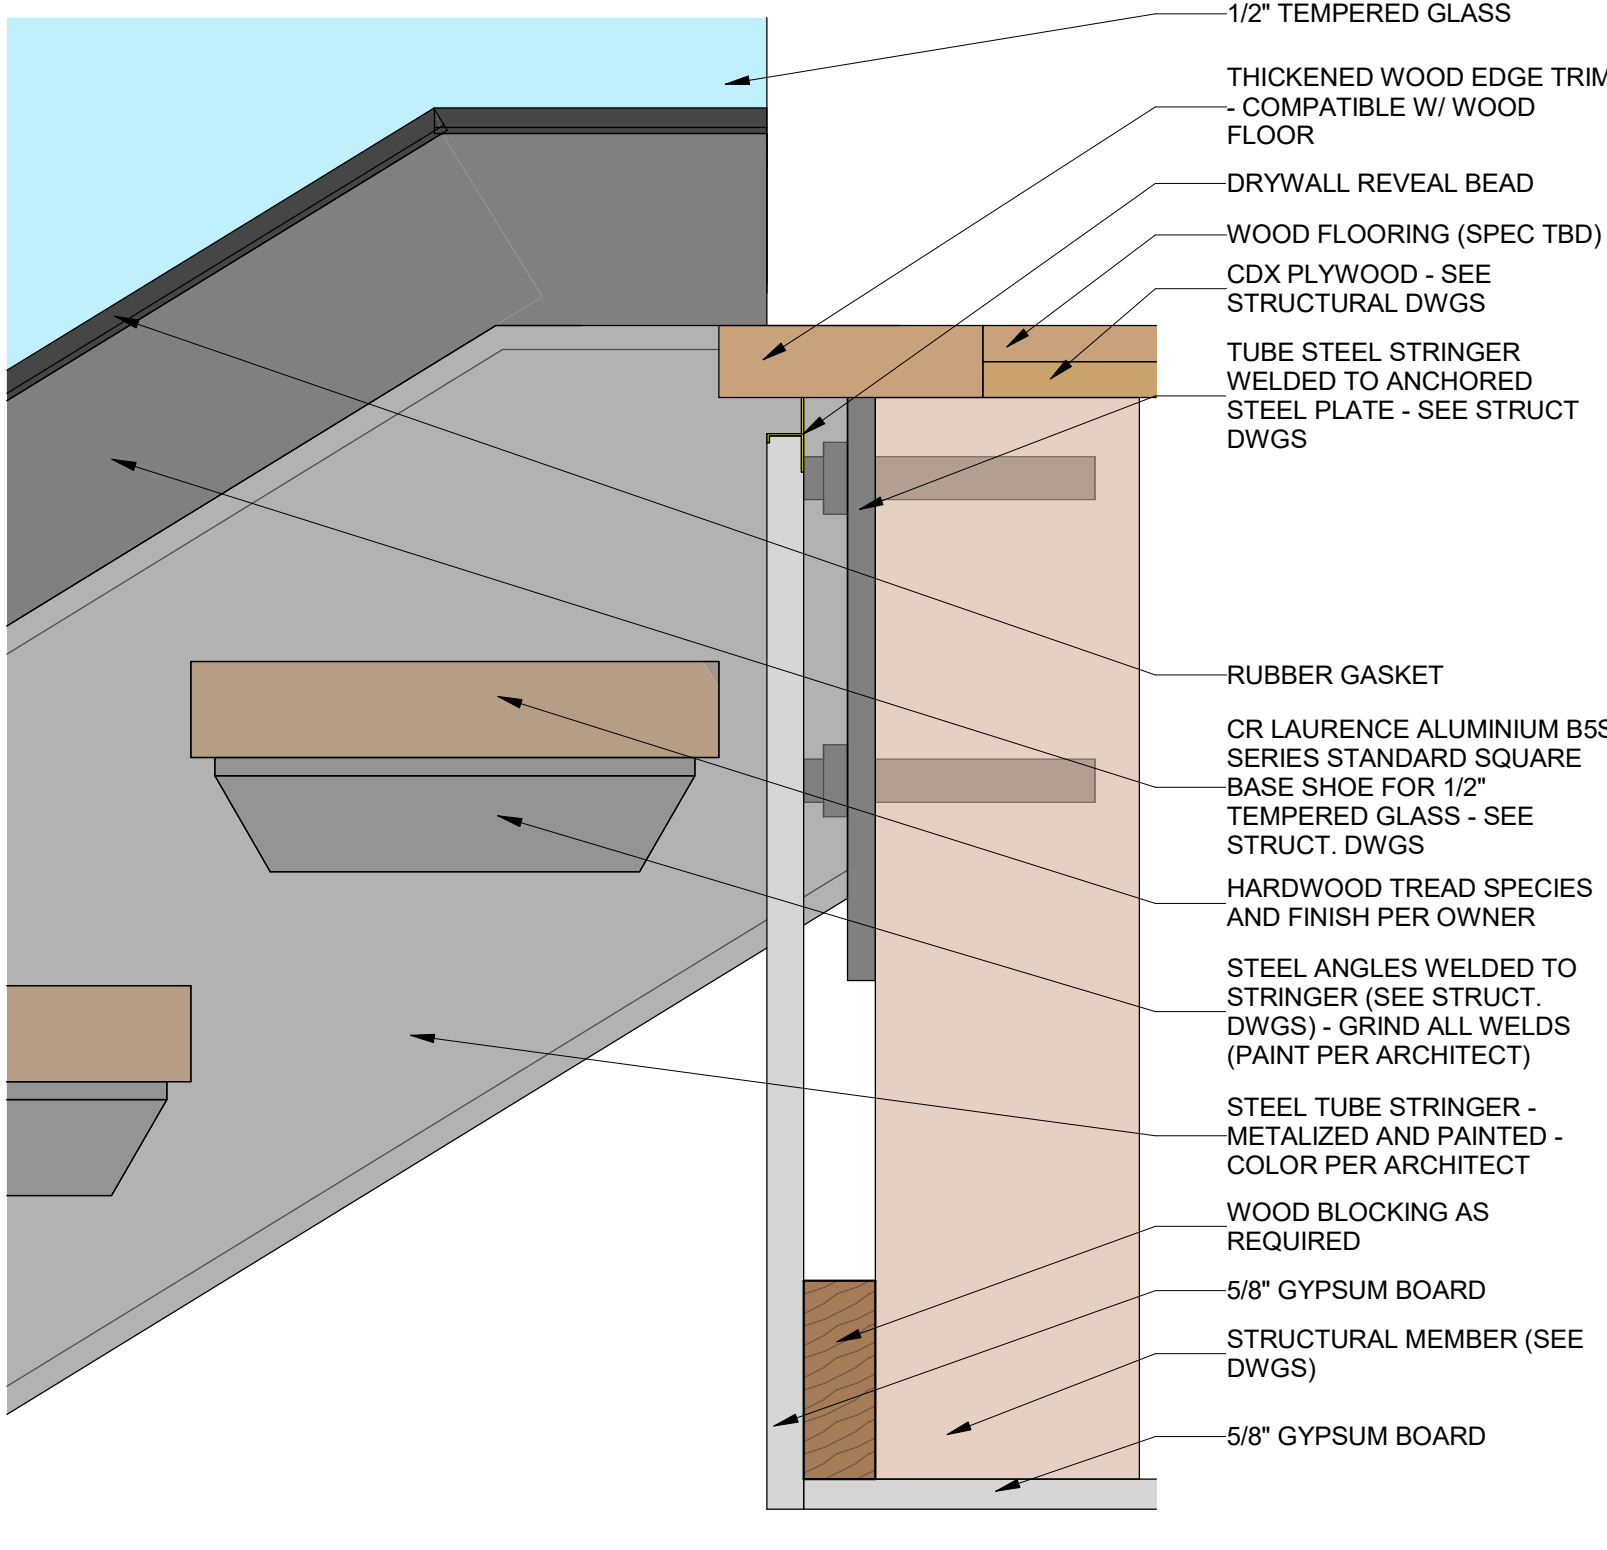 1/2" TEMPERED GLASS
THICKENED WOOD EDGE TRIM
- COMPATIBLE W/ WOOD
FLOOR
DRYWALL REVEAL BEAD
WOOD FLOORING (SPEC TBD)
CDX PLYWOOD - SEE
STRUCTURAL DWGS
TUBE STEEL STRINGER
WELDED TO ANCHORED
STEEL PLATE - SEE STRUCT
DWGS
RUBBER GASKET
CR LAURENCE ALUMINIUM B5S
SERIES STANDARD SQUARE
BASE SHOE FOR 1/2"
TEMPERED GLASS - SEE
STRUCT. DWGS
HARDWOOD TREAD SPECIES
AND FINISH PER OWNER
STEEL ANGLES WELDED TO
STRINGER (SEE STRUCT.
DWGS) - GRIND ALL WELDS
(PAINT PER ARCHITECT)
STEEL TUBE STRINGER -
METALIZED AND PAINTED -
COLOR PER ARCHITECT
WOOD BLOCKING AS
REQUIRED
5/8" GYPSUM BOARD
STRUCTURAL MEMBER (SEE
DWGS)
5/8" GYPSUM BOARD